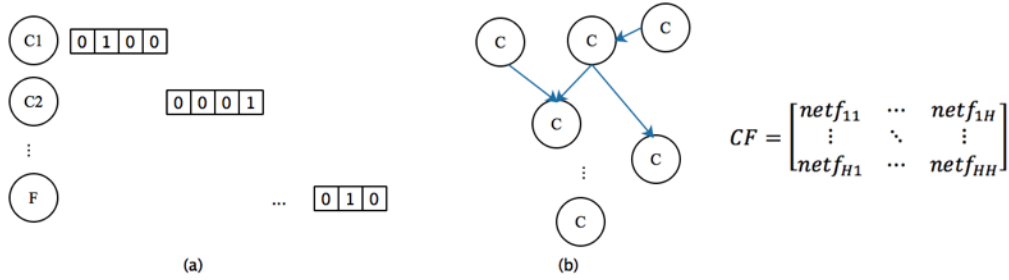 C1 0 1 0 0
C2 0 0 0 1
⋮
F ... 0 1 0
(a)
C C C
C
C
⋮
C
(b)
CF = [netf₁₁ ⋯ netf₁H
⋮ ⋱ ⋮
netfH₁ ⋯ netfHH]